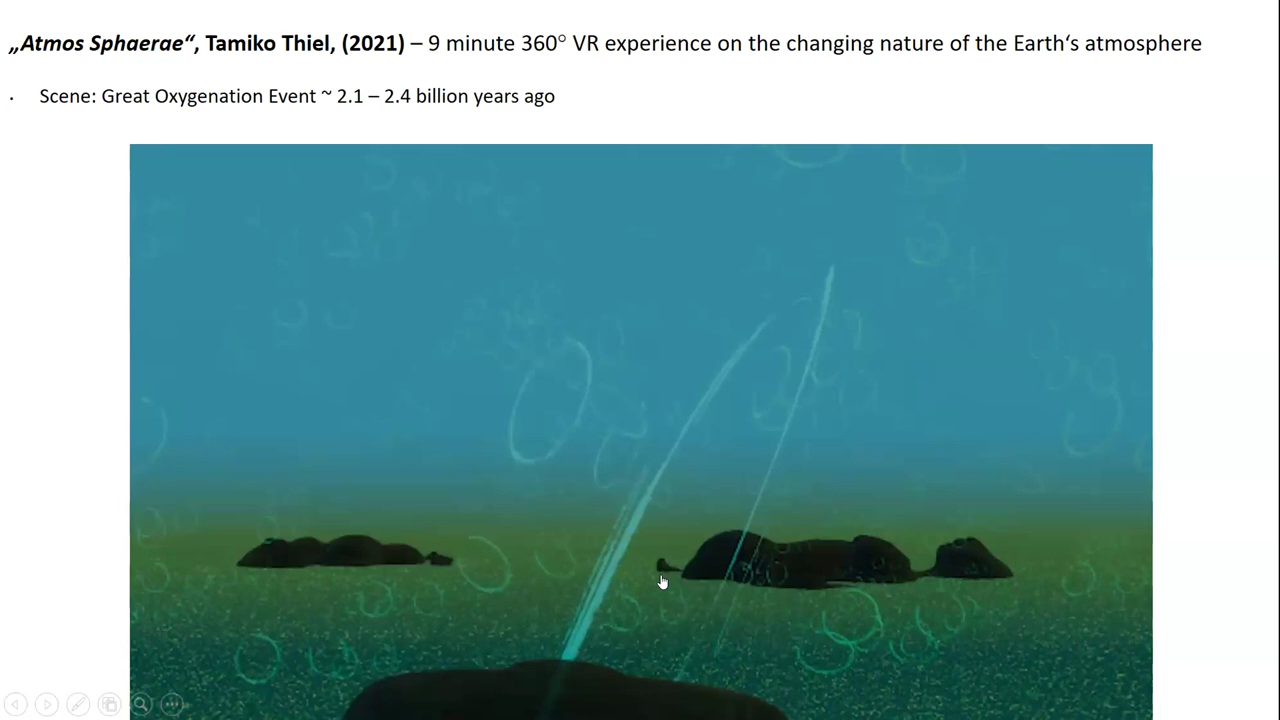 „Atmos Sphaerae“, Tamiko Thiel, (2021) – 9 minute 360° VR experience on the changing nature of the Earth‘s atmosphere
· Scene: Great Oxygenation Event ~ 2.1 – 2.4 billion years ago